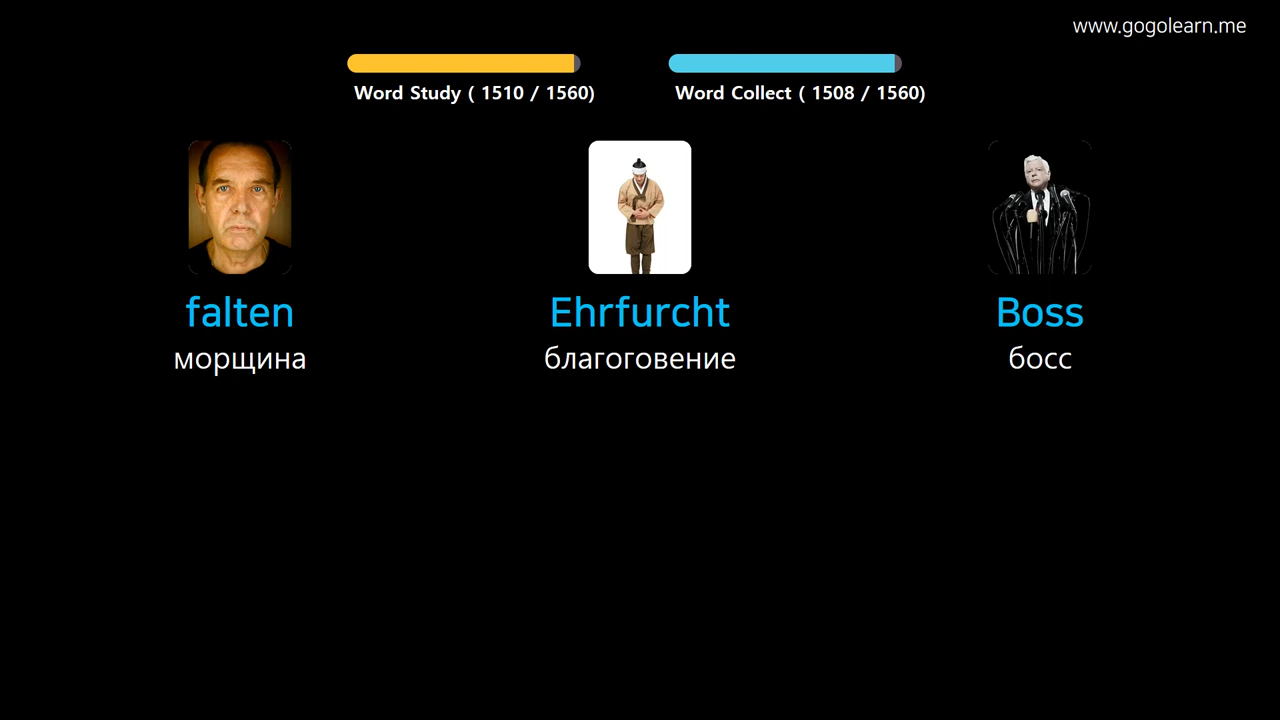 www.gogolearn.me
Word Study ( 1510 / 1560)
Word Collect ( 1508 / 1560)
falten
морщина
Ehrfurcht
благоговение
Boss
босс